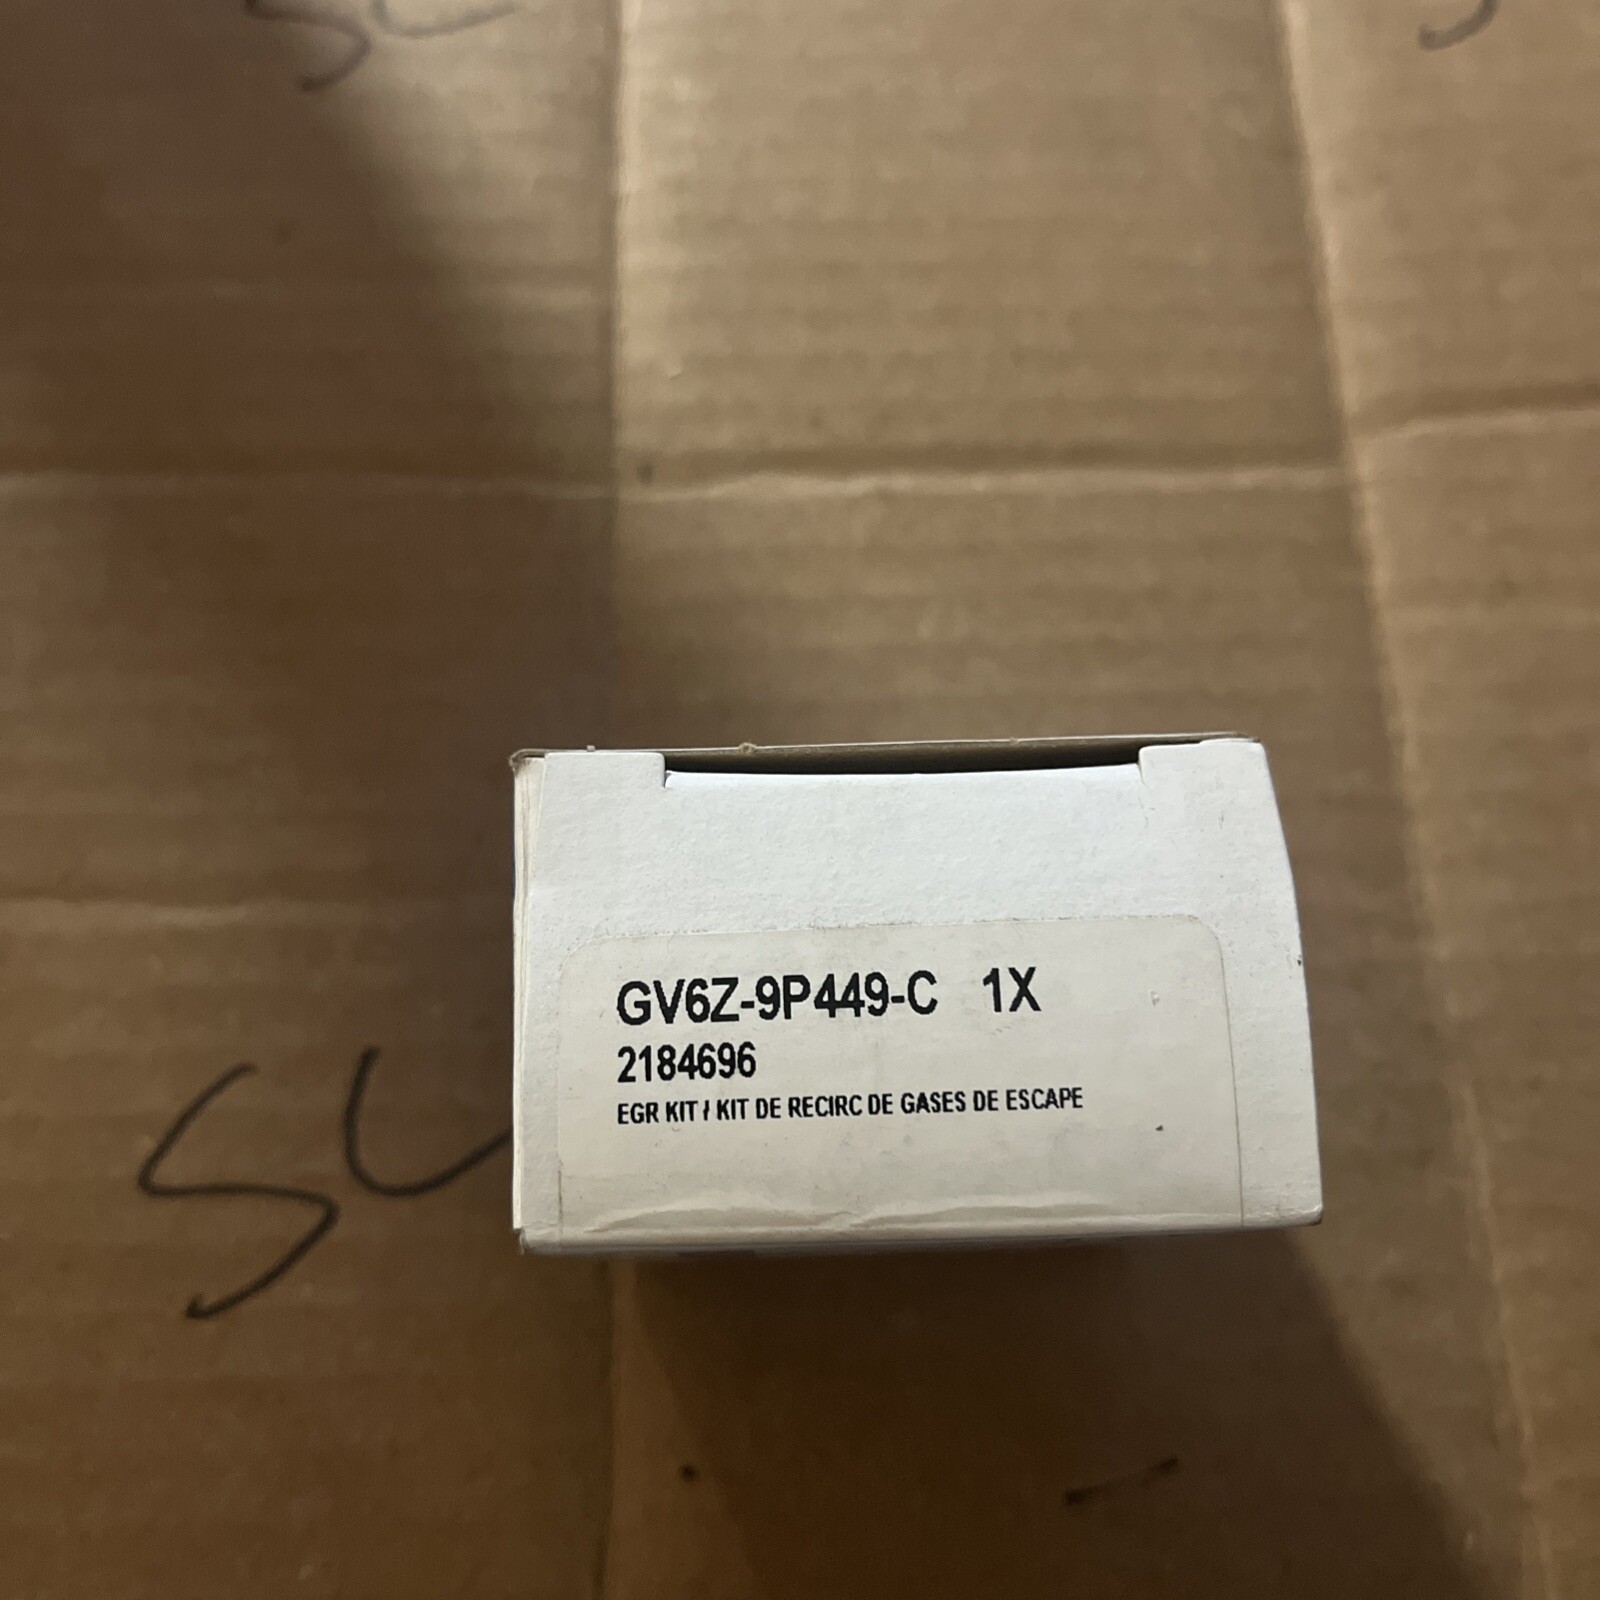 GV6Z-9P449-C 1X
2184696
EGR KIT / KIT DE RECIRC DE GASES DE ESCAPE